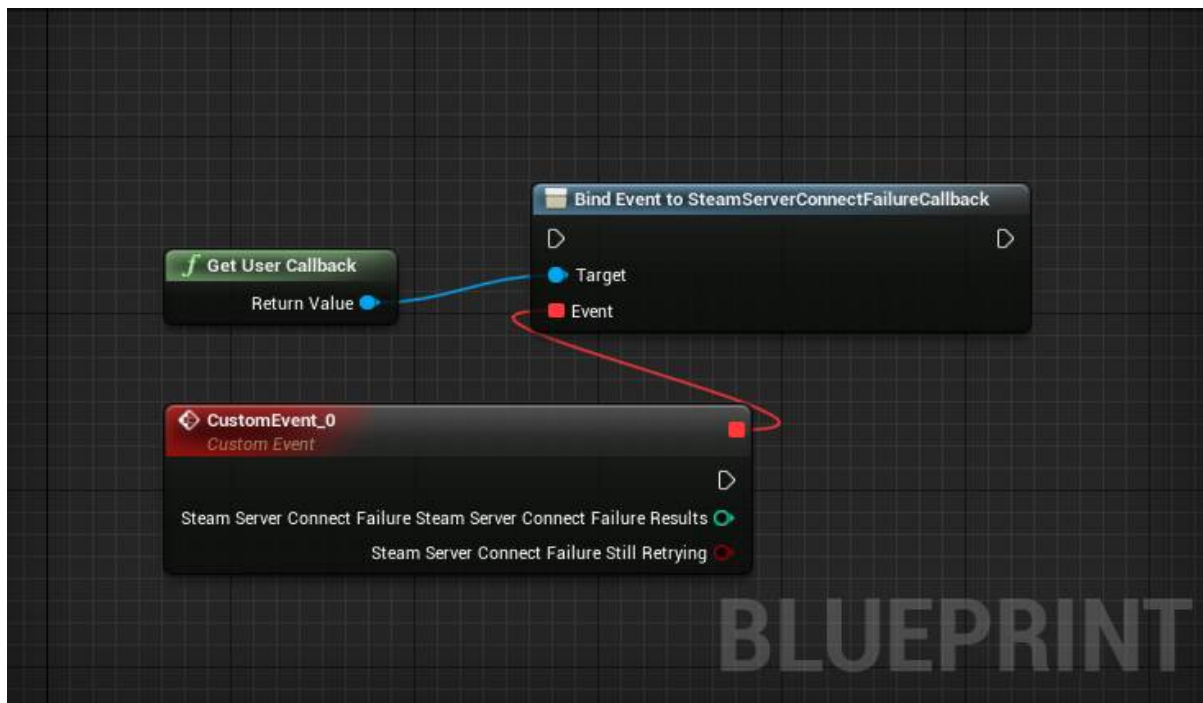 Bind Event to SteamServerConnectFailureCallback
f Get User Callback
Target
Return Value
Event
CustomEvent_0
Custom Event
Steam Server Connect Failure Steam Server Connect Failure Results
Steam Server Connect Failure Still Retrying
BLUEPRINT